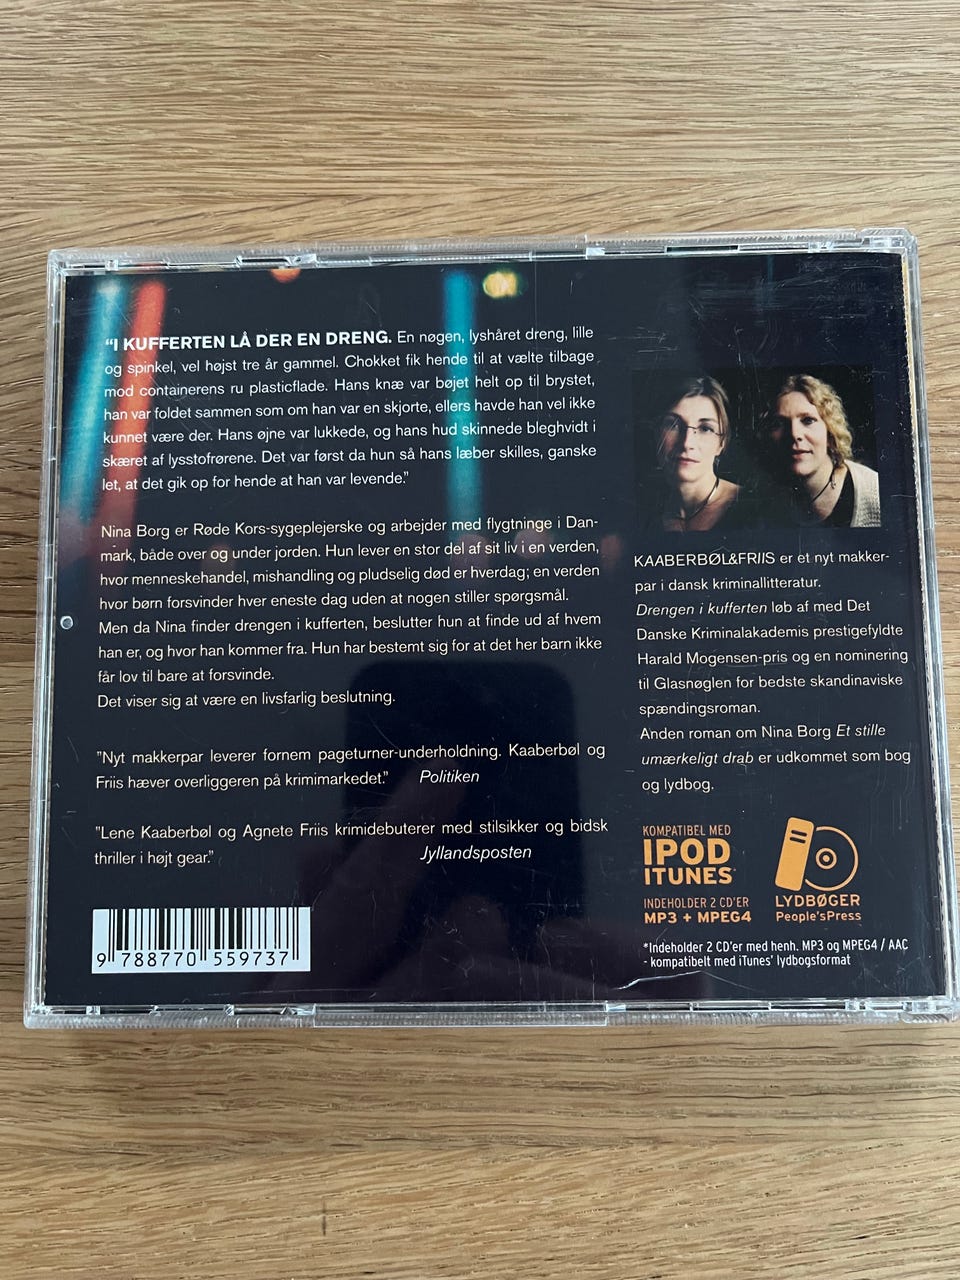 “I KUFFERTEN LÅ DER EN DRENG. En nøgen, lyshåret dreng, lille
og spinkel, vel højst tre år gammel. Chokket fik hende til at vælte tilbage
mod containerens ru plasticflade. Hans knæ var bøjet helt op til brystet,
han var foldet sammen som om han var en skjorte, ellers havde han vel ikke
kunnet være der. Hans øjne var lukkede, og hans hud skinnede bleghvidt i
skæret af lysstofrørene. Det var først da hun så hans læber skilles, ganske
let, at det gik op for hende at han var levende.”
Nina Borg er Røde Kors-sygeplejerske og arbejder med flygtninge i Dan-
mark, både over og under jorden. Hun lever en stor del af sit liv i en verden,
hvor menneskehandel, mishandling og pludselig død er hverdag; en verden
hvor børn forsvinder hver eneste dag uden at nogen stiller spørgsmål.
Men da Nina finder drengen i kufferten, beslutter hun at finde ud af hvem
han er, og hvor han kommer fra. Hun har bestemt sig for at det her barn ikke
får lov til bare at forsvinde.
Det viser sig at være en livsfarlig beslutning.
”Nyt makkerpar leverer fornem pageturner-underholdning. Kaaberbøl og
Friis hæver overliggeren på krimimarkedet.” Politiken
”Lene Kaaberbøl og Agnete Friis krimidebuterer med stilsikker og bidsk
thriller i højt gear.” Jyllandsposten
9 788770 559737
KAABERBØL&FRIIS er et nyt makker-
par i dansk kriminallitteratur.
Drengen i kufferten løb af med Det
Danske Kriminalakademis prestigefyldte
Harald Mogensen-pris og en nominering
til Glasnøglen for bedste skandinaviske
spændingsroman.
Anden roman om Nina Borg Et stille
umærkeligt drab er udkommet som bog
og lydbog.
KOMPATIBEL MED
IPOD
ITUNES
INDEHOLDER 2 CD'ER
MP3 + MPEG4
LYDBØGER
People'sPress
*Indeholder 2 CD'er med henh. MP3 og MPEG4 / AAC
- kompatibelt med iTunes' lydbogsformat